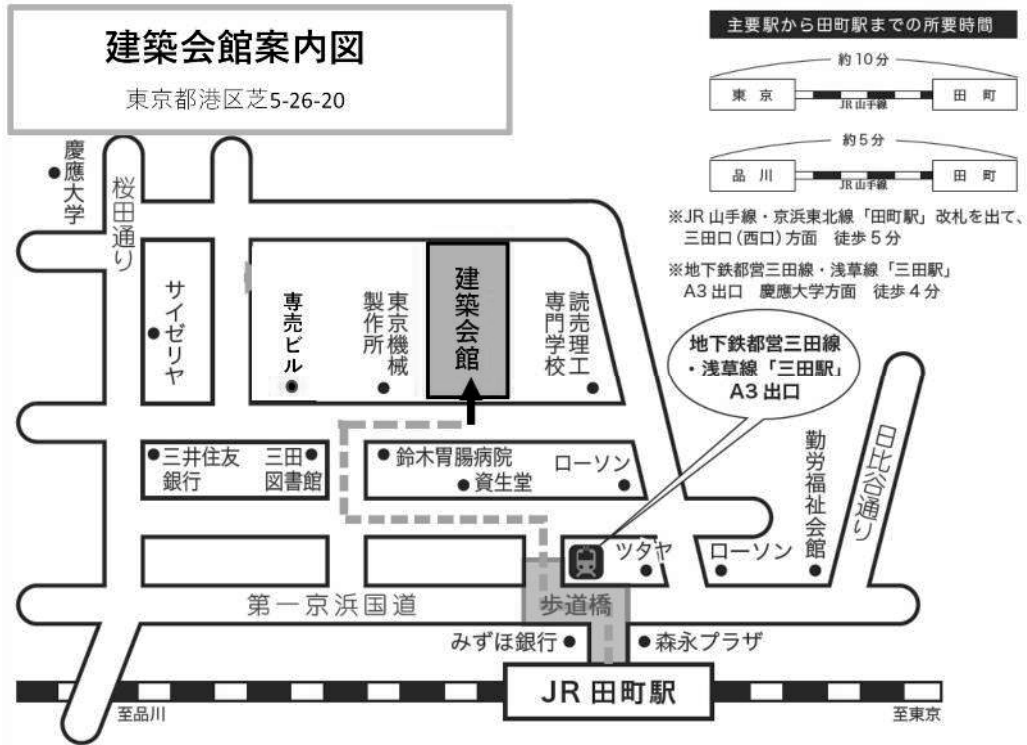 建築会館案内図
東京都港区芝5-26-20
主要駅から田町駅までの所要時間
約10分
東京
JR山手線
田町
約5分
品川
JR山手線
田町
※JR山手線・京浜東北線「田町駅」改札を出て、
三田口(西口)方面 徒歩5分
※地下鉄都営三田線・浅草線「三田駅」
A3出口 慶應大学方面 徒歩4分
慶應大学
桜田通り
サイゼリヤ
専売ビル
東京機械
製作所
建築会館
読売理工
専門学校
地下鉄都営三田線
・浅草線「三田駅」
A3出口
三井住友
銀行
三田
図書館
鈴木胃腸病院
資生堂
ローソン
勤労福祉会館
日比谷通り
ツタヤ
ローソン
第一京浜国道
歩道橋
みずほ銀行
森永プラザ
JR田町駅
至品川
至東京